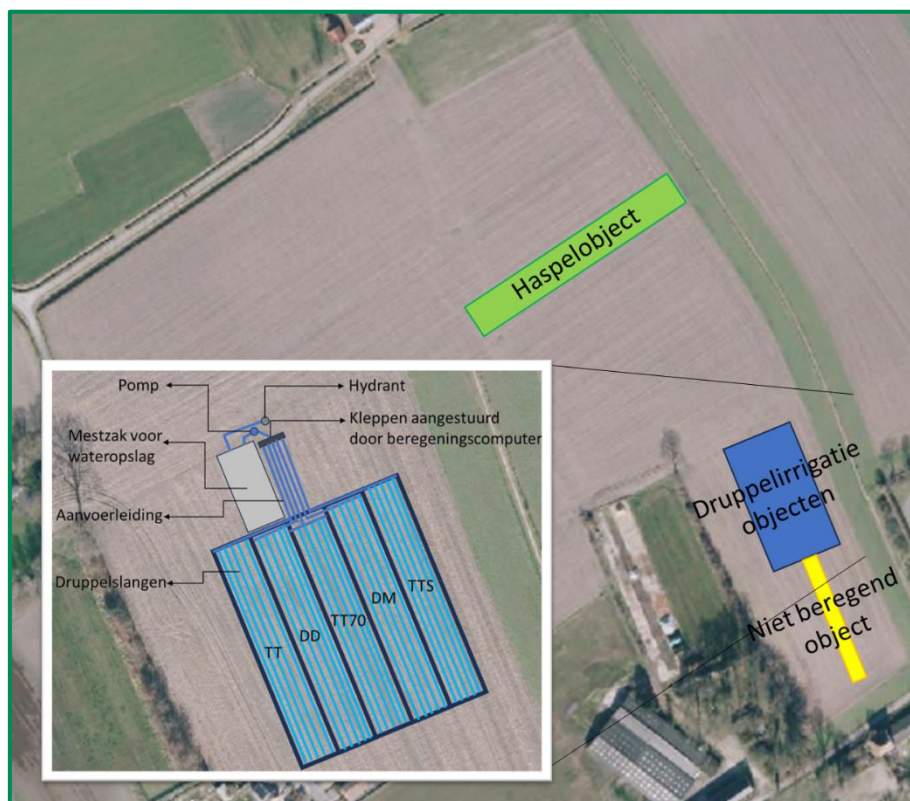 Haspelobject
Pomp
Hydrant
Kleppen aangestuurd
door beregeningscomputer
Mestzak voor
wateropslag
Aanvoerleiding
Druppelslangen
TT
DD
TT70
DM
TTS
Druppelirrigatie
objecten
Niet beregend
object